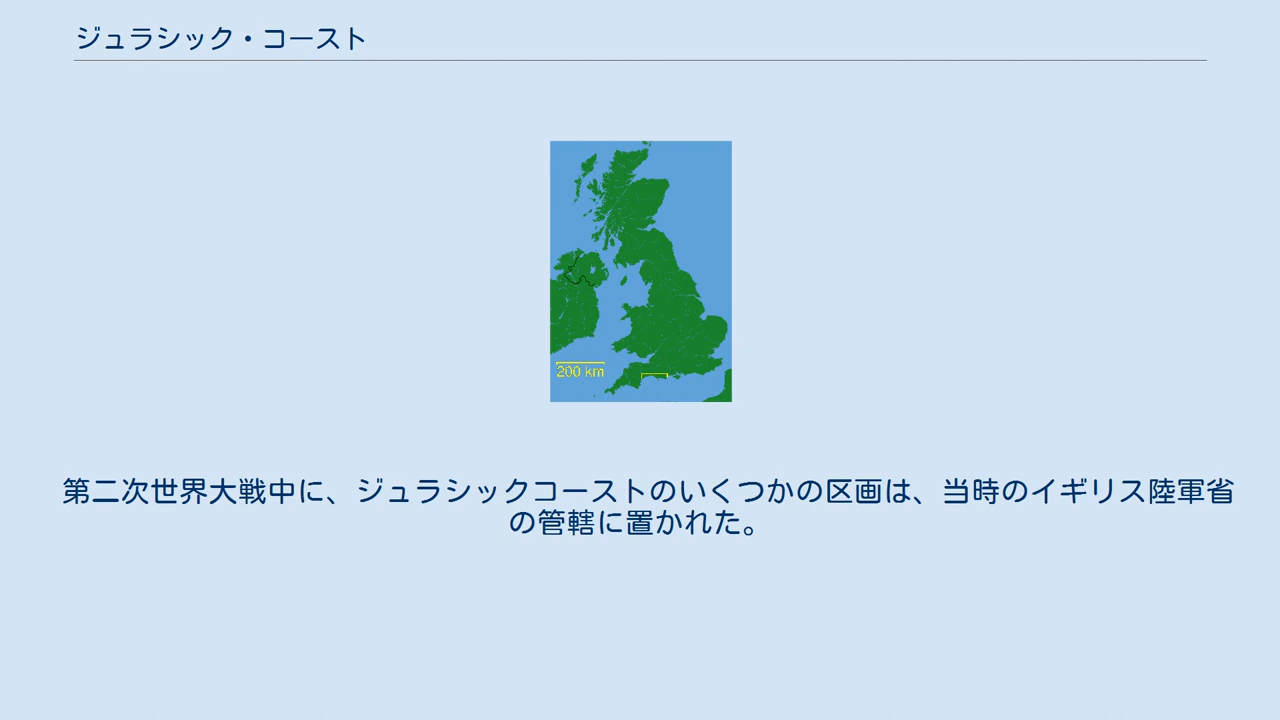 ジュラシック・コースト
200 km
第二次世界大戦中に、ジュラシックコーストのいくつかの区画は、当時のイギリス陸軍省
の管轄に置かれた。